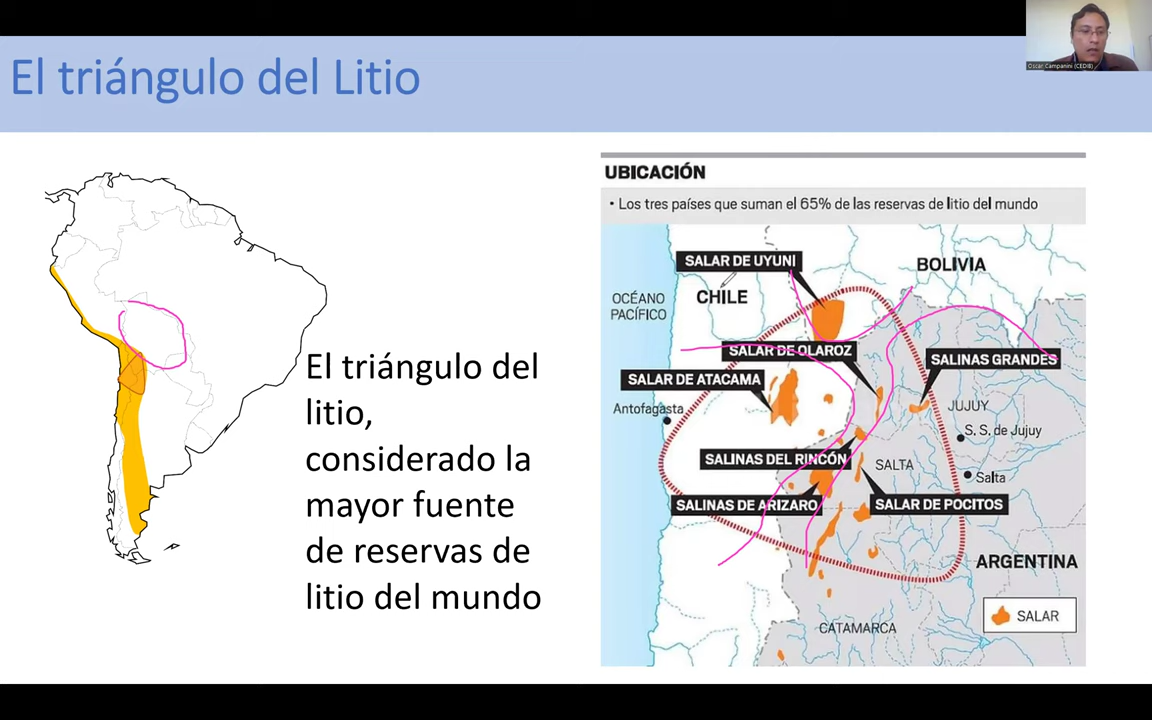 Oscar Campanini (CEDIB)
El triángulo del Litio
El triángulo del
litio,
considerado la
mayor fuente
de reservas de
litio del mundo
UBICACIÓN
• Los tres países que suman el 65% de las reservas de litio del mundo
SALAR DE UYUNI
BOLIVIA
OCÉANO
PACÍFICO
CHILE
SALAR DE OLAROZ
SALINAS GRANDES
SALAR DE ATACAMA
Antofagasta
JUJUY
S. S. de Jujuy
SALINAS DEL RINCÓN
SALTA
Salta
SALINAS DE ARIZARO
SALAR DE POCITOS
ARGENTINA
SALAR
CATAMARCA